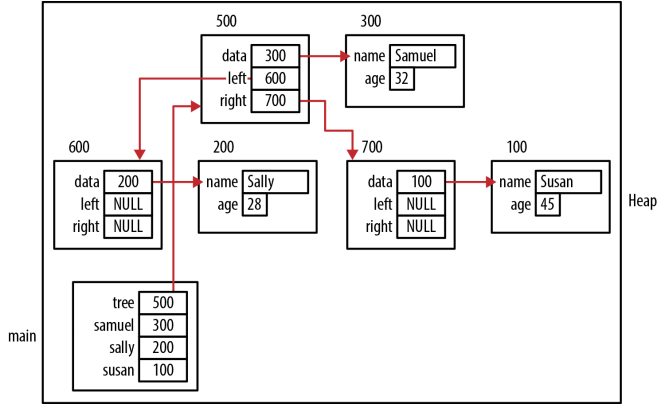 500
300
data 300
name Samuel
left 600
age 32
right 700
600
200
700
100
data 200
name Sally
data 100
name Susan
left NULL
age 28
left NULL
age 45
right NULL
right NULL
Heap
tree 500
samuel 300
main
sally 200
susan 100